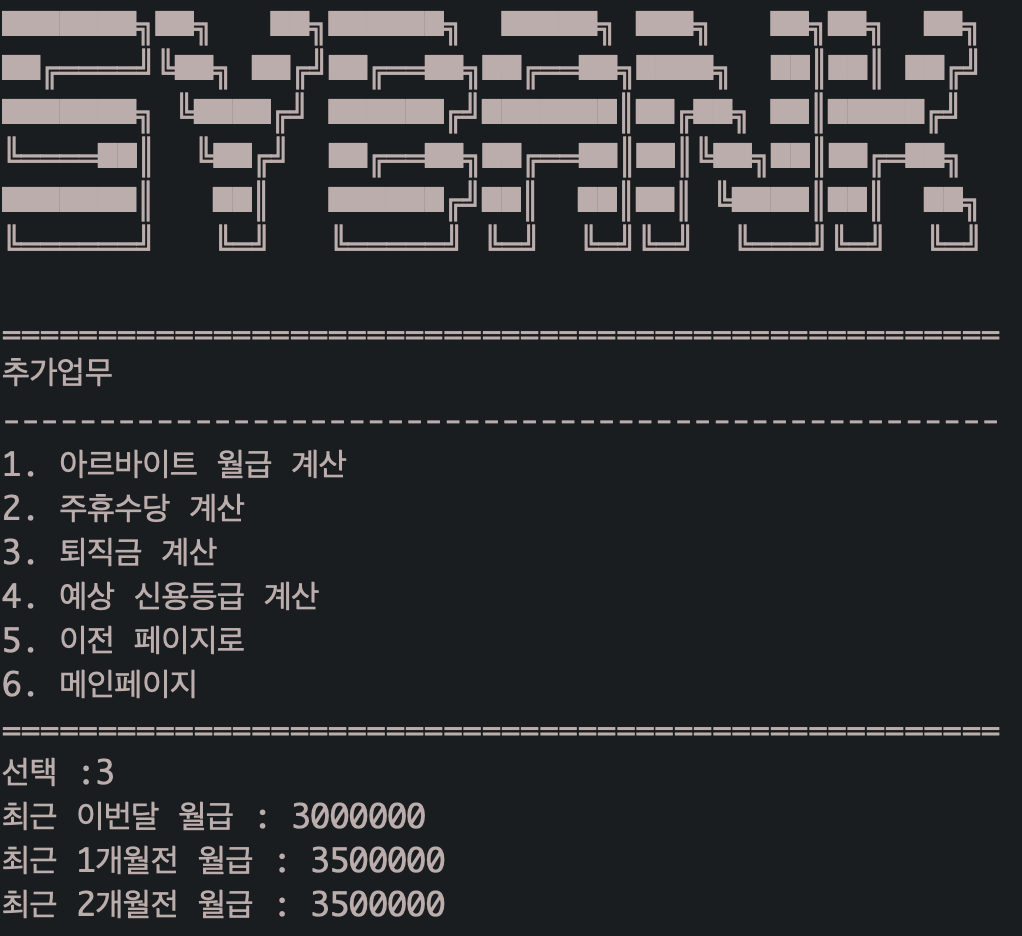 SYBANK
====================================================
추가업무
----------------------------------------------------
1. 아르바이트 월급 계산
2. 주휴수당 계산
3. 퇴직금 계산
4. 예상 신용등급 계산
5. 이전 페이지로
6. 메인페이지
====================================================
선택 :3
최근 이번달 월급 : 3000000
최근 1개월전 월급 : 3500000
최근 2개월전 월급 : 3500000